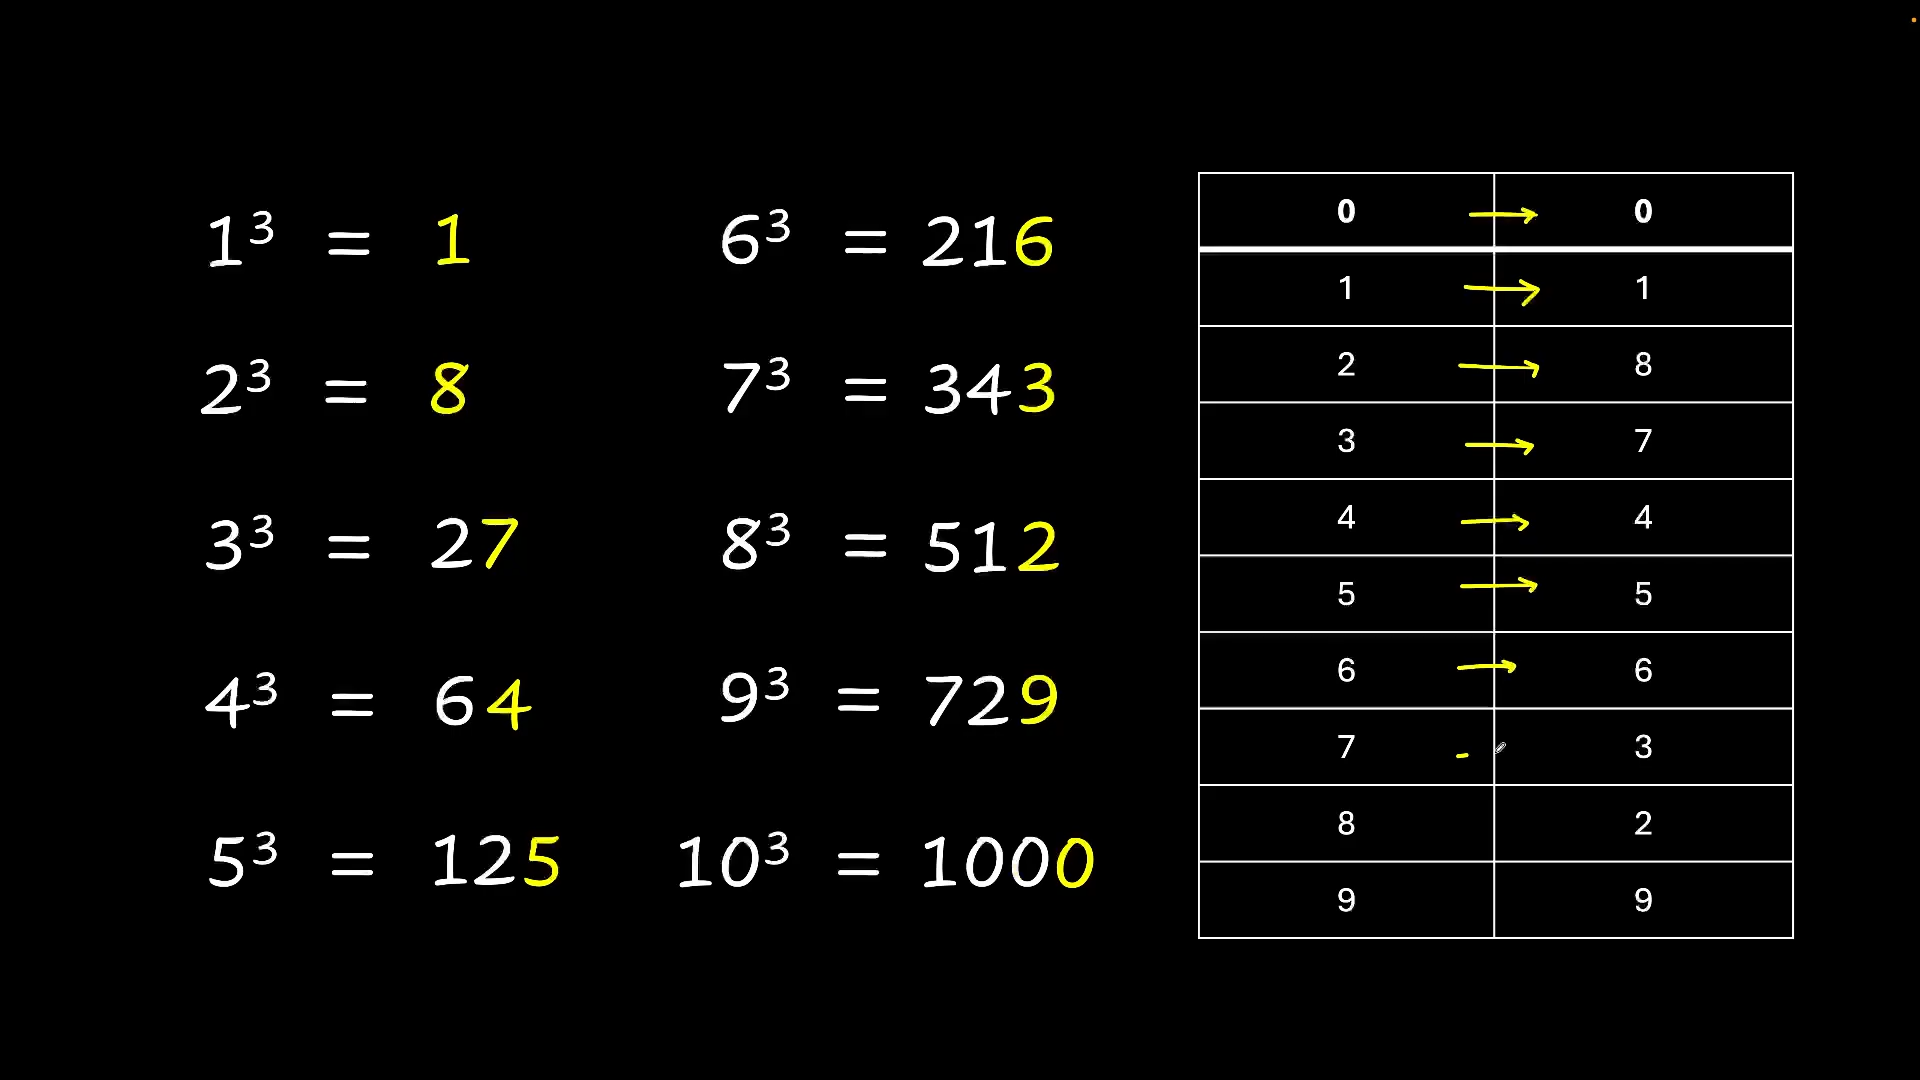 1³ = 1
2³ = 8
3³ = 27
4³ = 64
5³ = 125
6³ = 216
7³ = 343
8³ = 512
9³ = 729
10³ = 1000
0 → 0
1 → 1
2 → 8
3 → 7
4 → 4
5 → 5
6 → 6
7 - 3
8 2
9 9